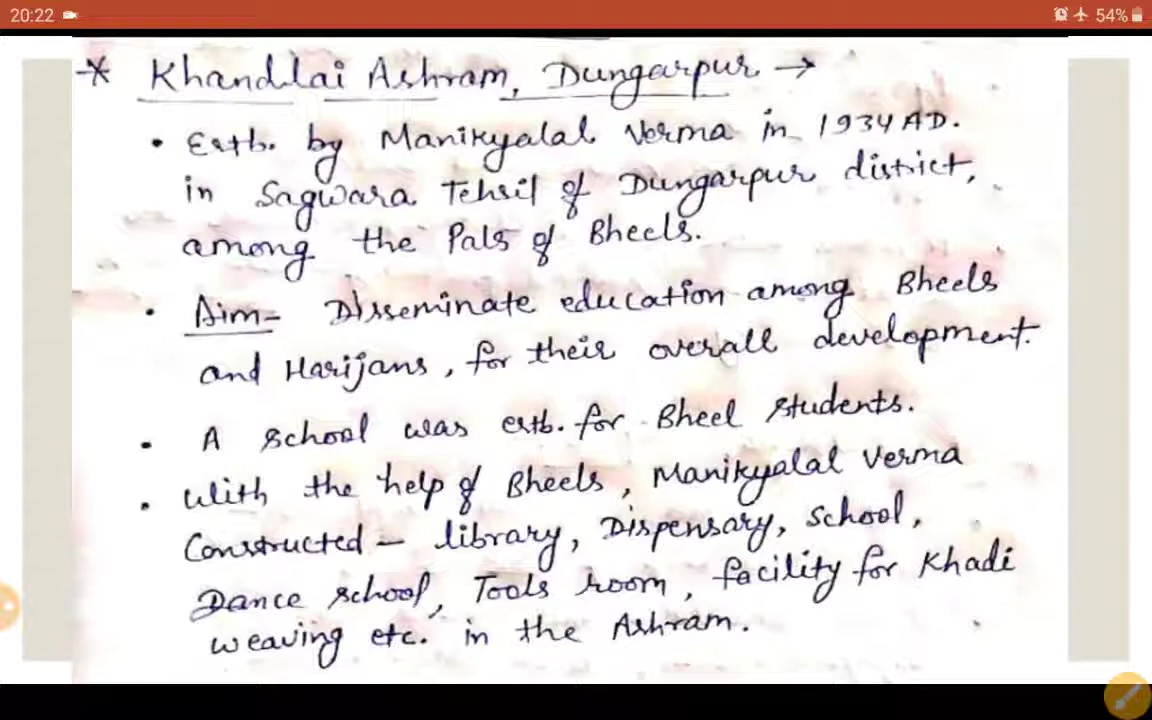 20:22
54%
* Khandlai Ashram, Dungarpur →
• Estb. by Manikyalal Verma in 1934 AD.
in Sagwara Tehsil of Dungarpur district,
among the Pals of Bheels.
• Aim - Disseminate education among Bheels
and Harijans, for their overall development.
• A school was estb. for Bheel students.
• With the help of Bheels, Manikyalal Verma
Constructed - library, Dispensary, School,
Dance school, Tools room, facility for Khadi
weaving etc. in the Ashram.